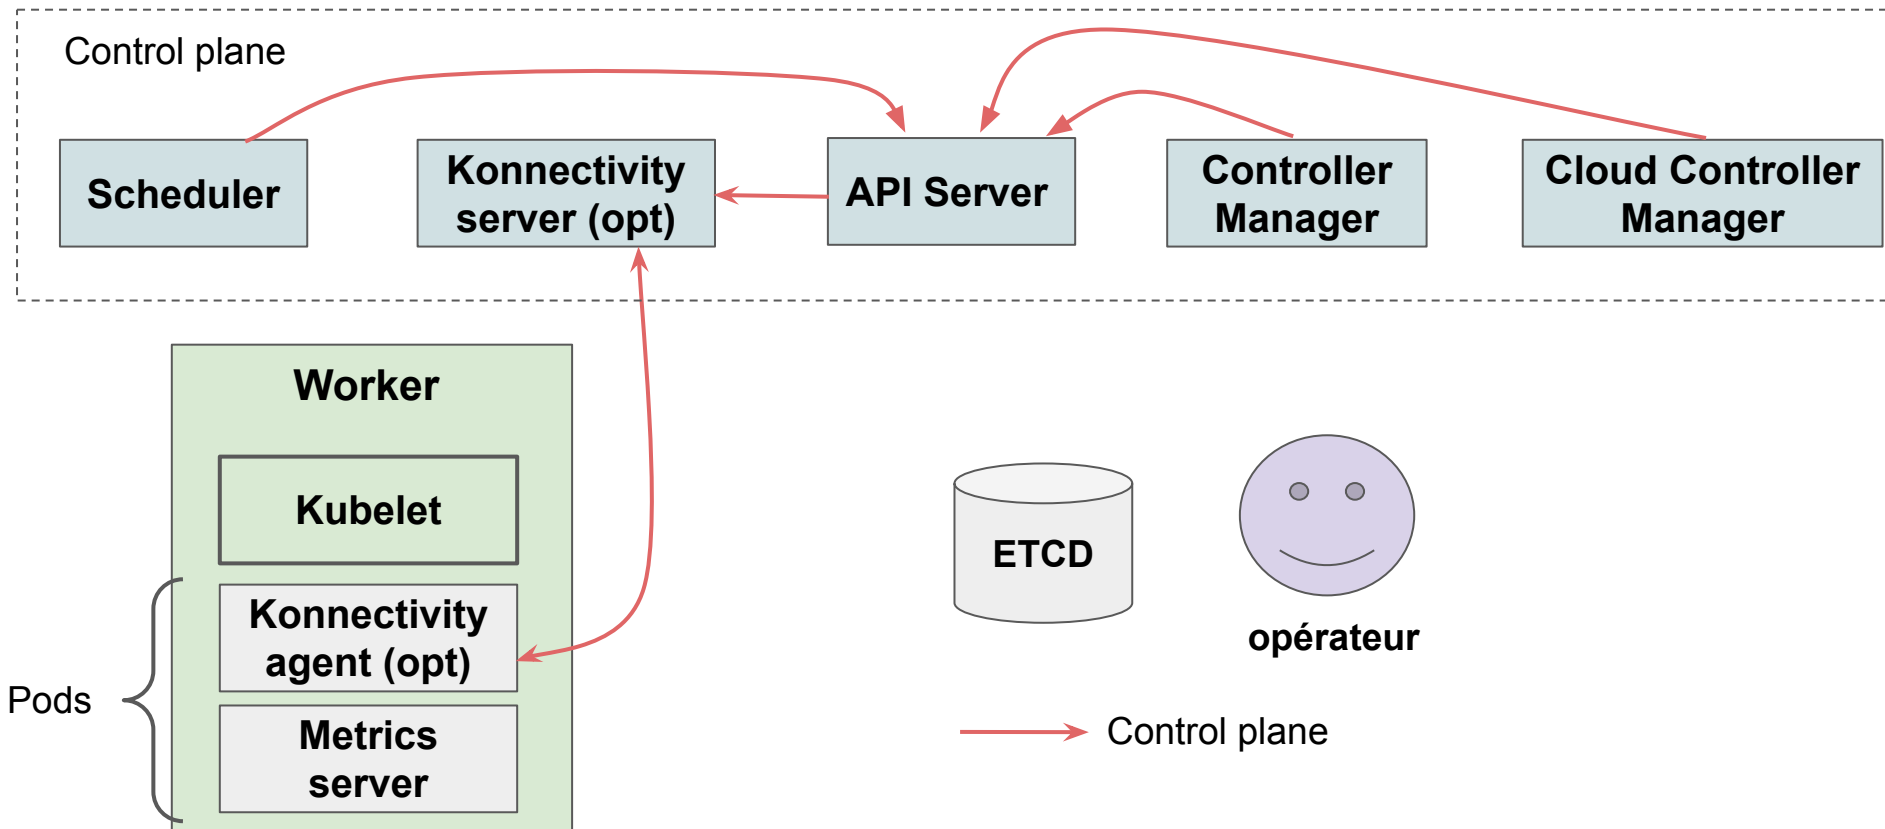 Control plane
Scheduler
Konnectivity
server (opt)
API Server
Controller
Manager
Cloud Controller
Manager
Worker
Kubelet
Konnectivity
agent (opt)
Metrics
server
Pods
ETCD
opérateur
Control plane